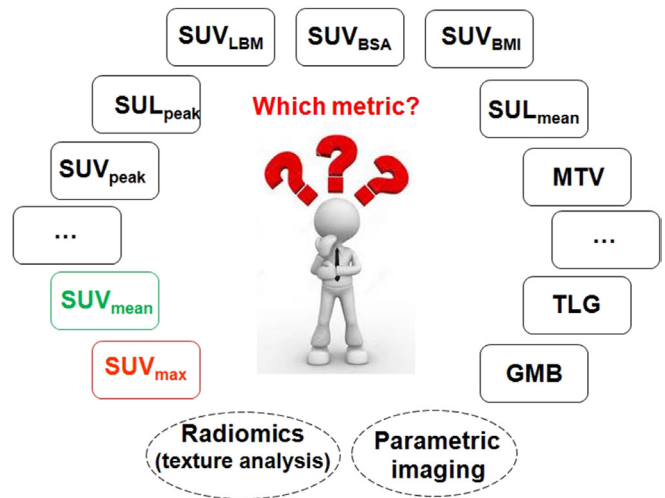 SUVLBM
SUVBSA
SUVBMI
SULpeak
Which metric?
SULmean
? ? ?
SUVpeak
MTV
...
...
SUVmean
TLG
SUVmax
GMB
Radiomics
(texture analysis)
Parametric
imaging